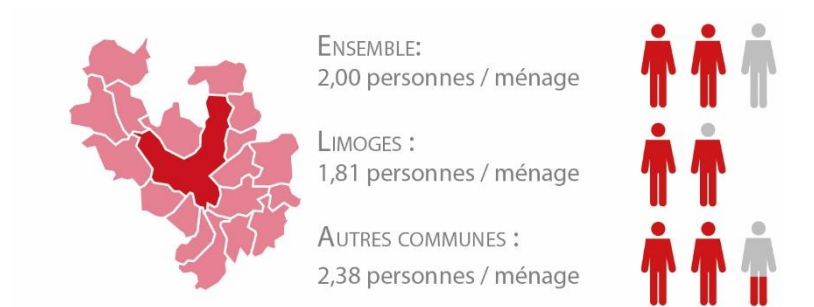 ENSEMBLE:
2,00 personnes / ménage
LIMOGES :
1,81 personnes / ménage
AUTRES COMMUNES :
2,38 personnes / ménage